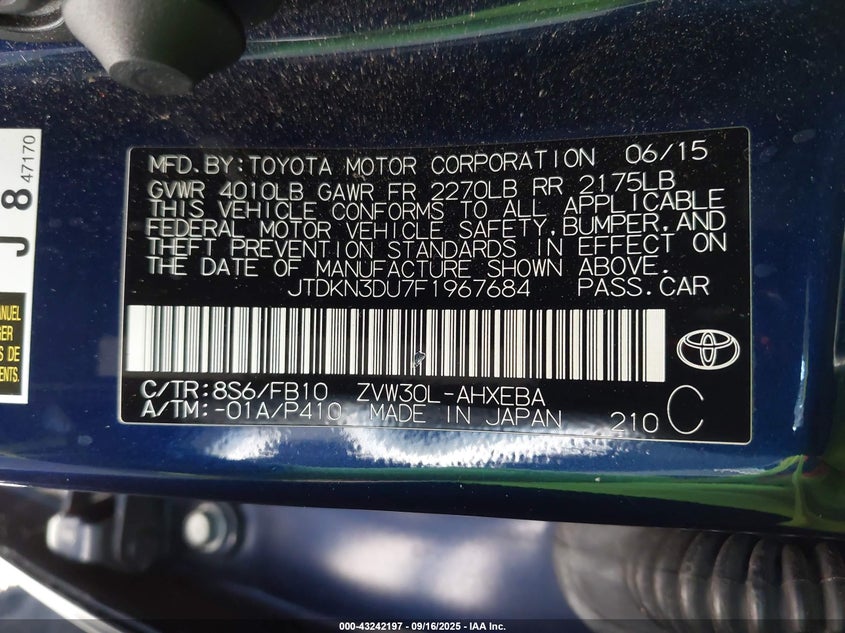 MFD. BY: TOYOTA MOTOR CORPORATION 06/15
GVWR 4010LB GAWR FR 2270LB RR 2175LB
THIS VEHICLE CONFORMS TO ALL APPLICABLE
FEDERAL MOTOR VEHICLE SAFETY, BUMPER, AND
THEFT PREVENTION STANDARDS IN EFFECT ON
THE DATE OF MANUFACTURE SHOWN ABOVE.
JTDKN3DU7F1967684 PASS. CAR
C/TR: 8S6/FB10 ZVW30L-AHXEBA
A/TM: -01A/P410 MADE IN JAPAN 210 C
J 8 47170
000-43242197 - 09/16/2025 - IAA Inc.